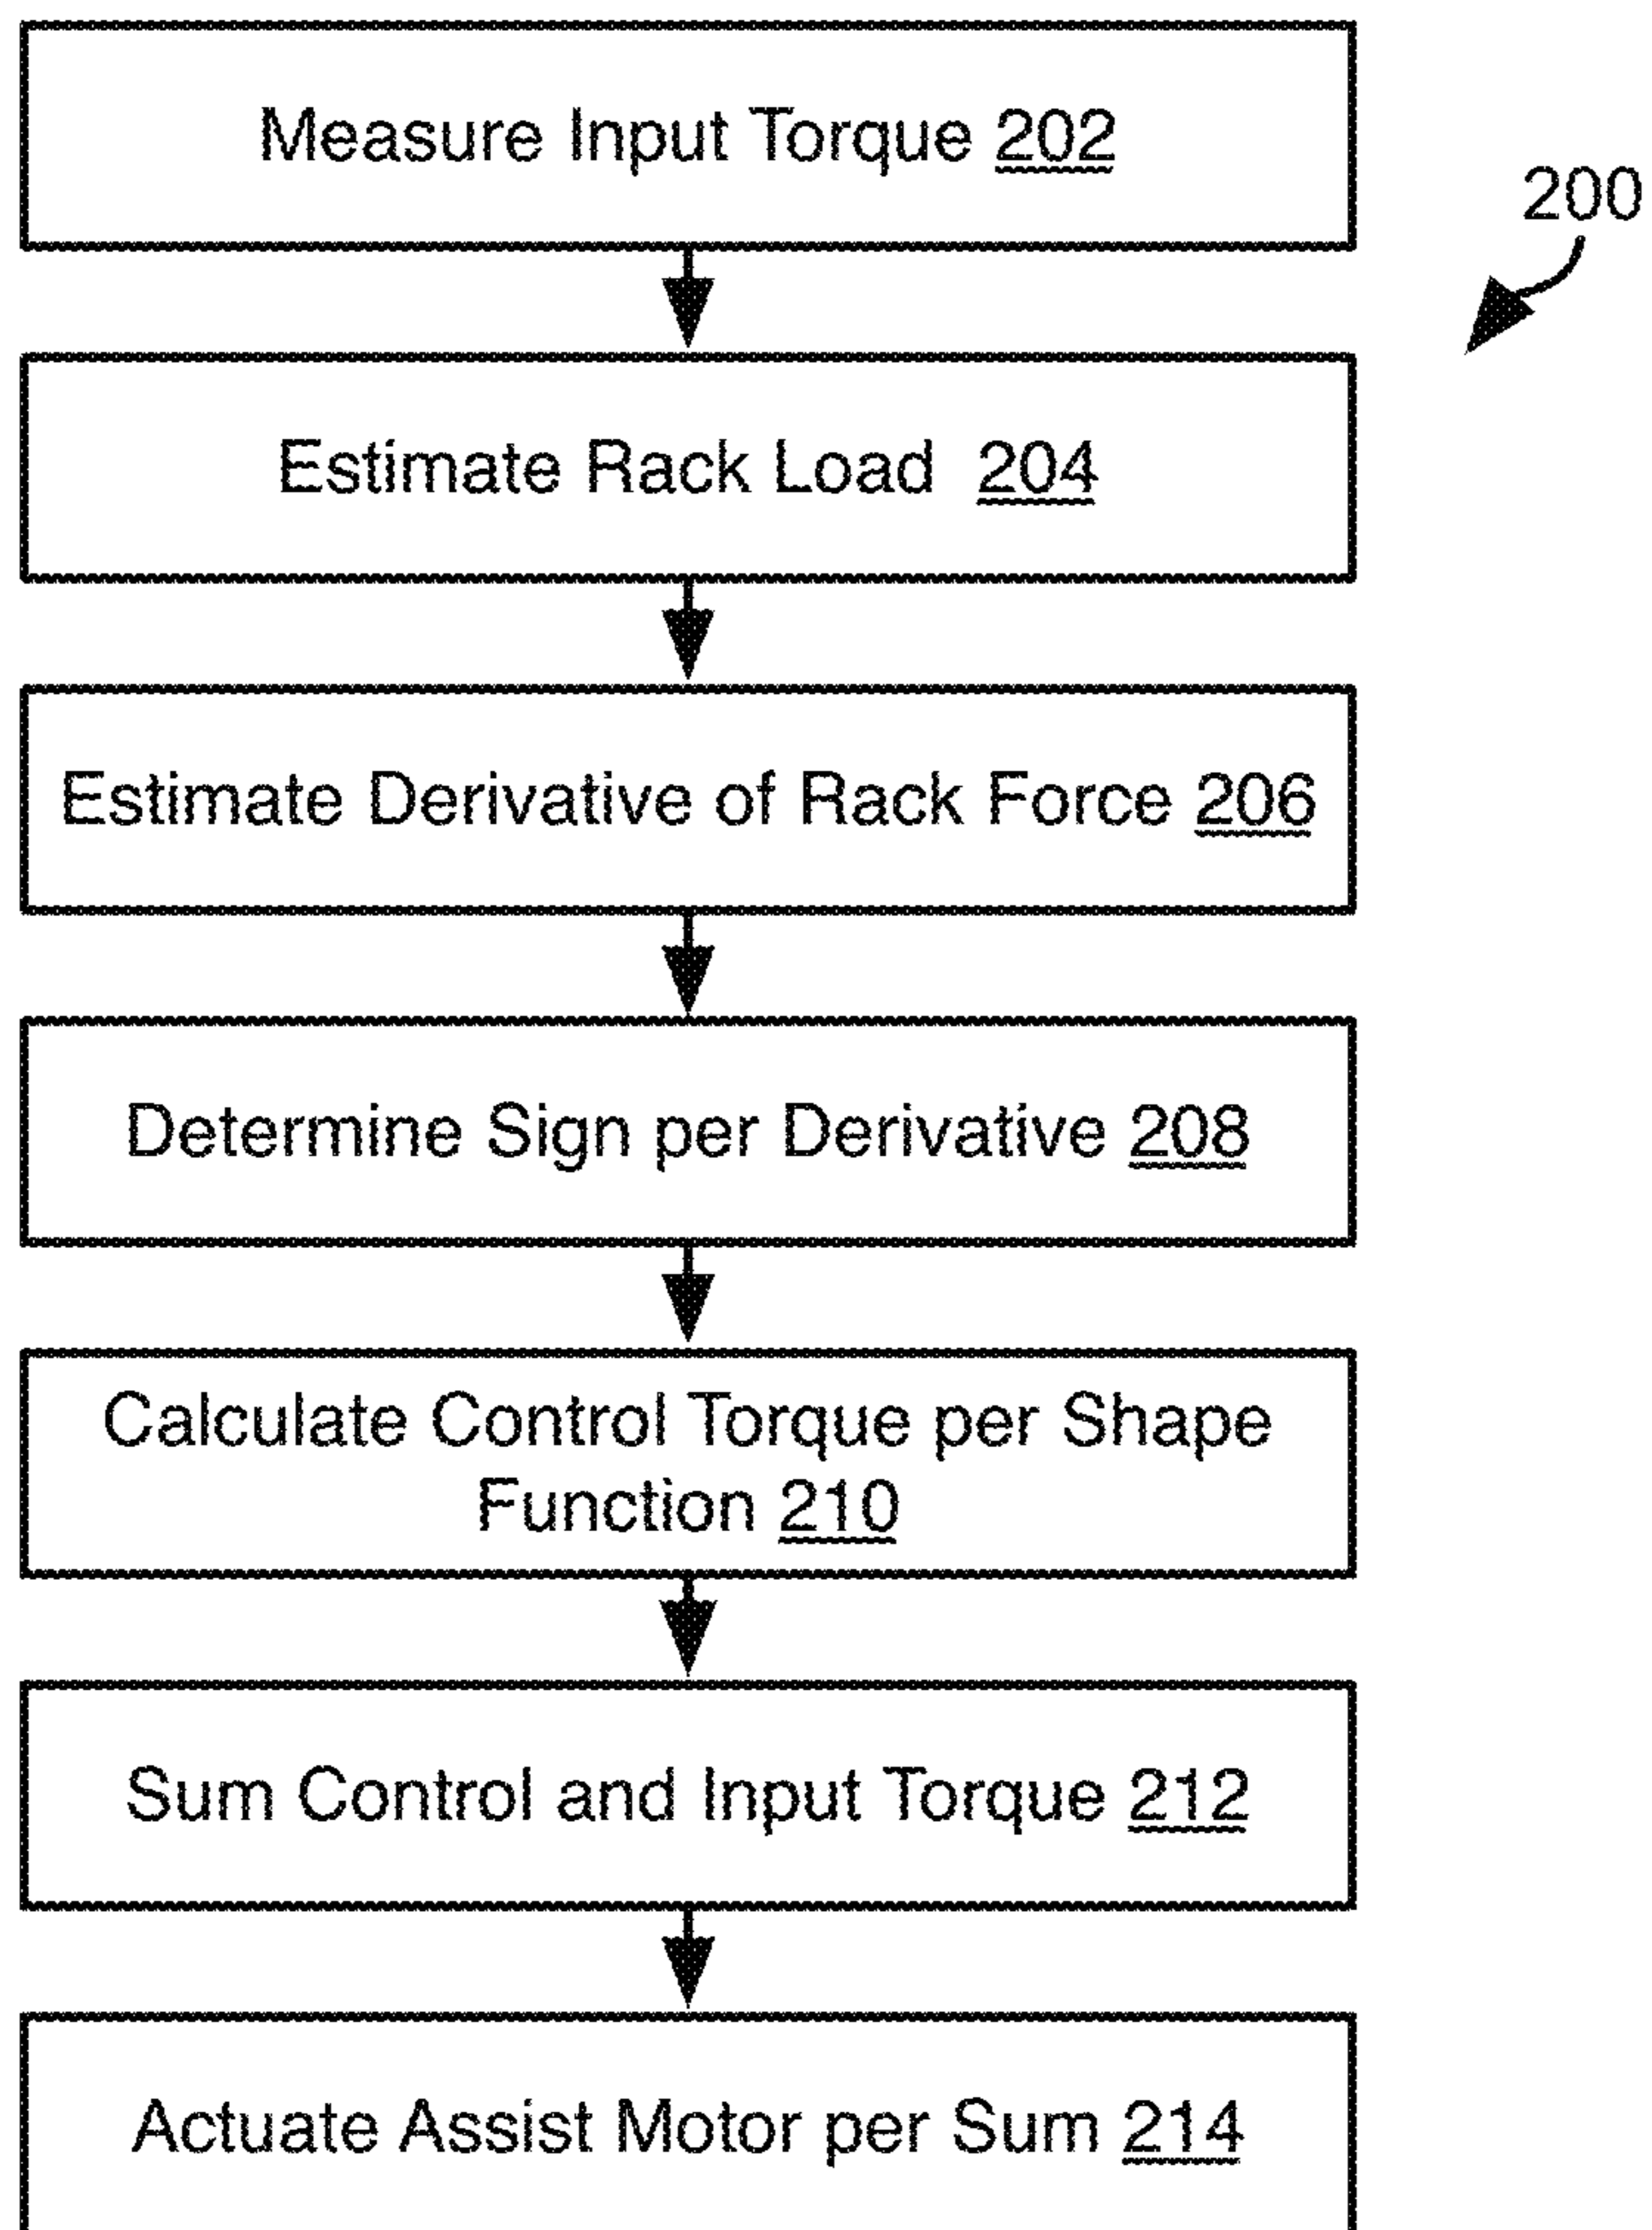 Measure Input Torque 202
200
Estimate Rack Load 204
Estimate Derivative of Rack Force 206
Determine Sign per Derivative 208
Calculate Control Torque per Shape
Function 210
Sum Control and Input Torque 212
Actuate Assist Motor per Sum 214